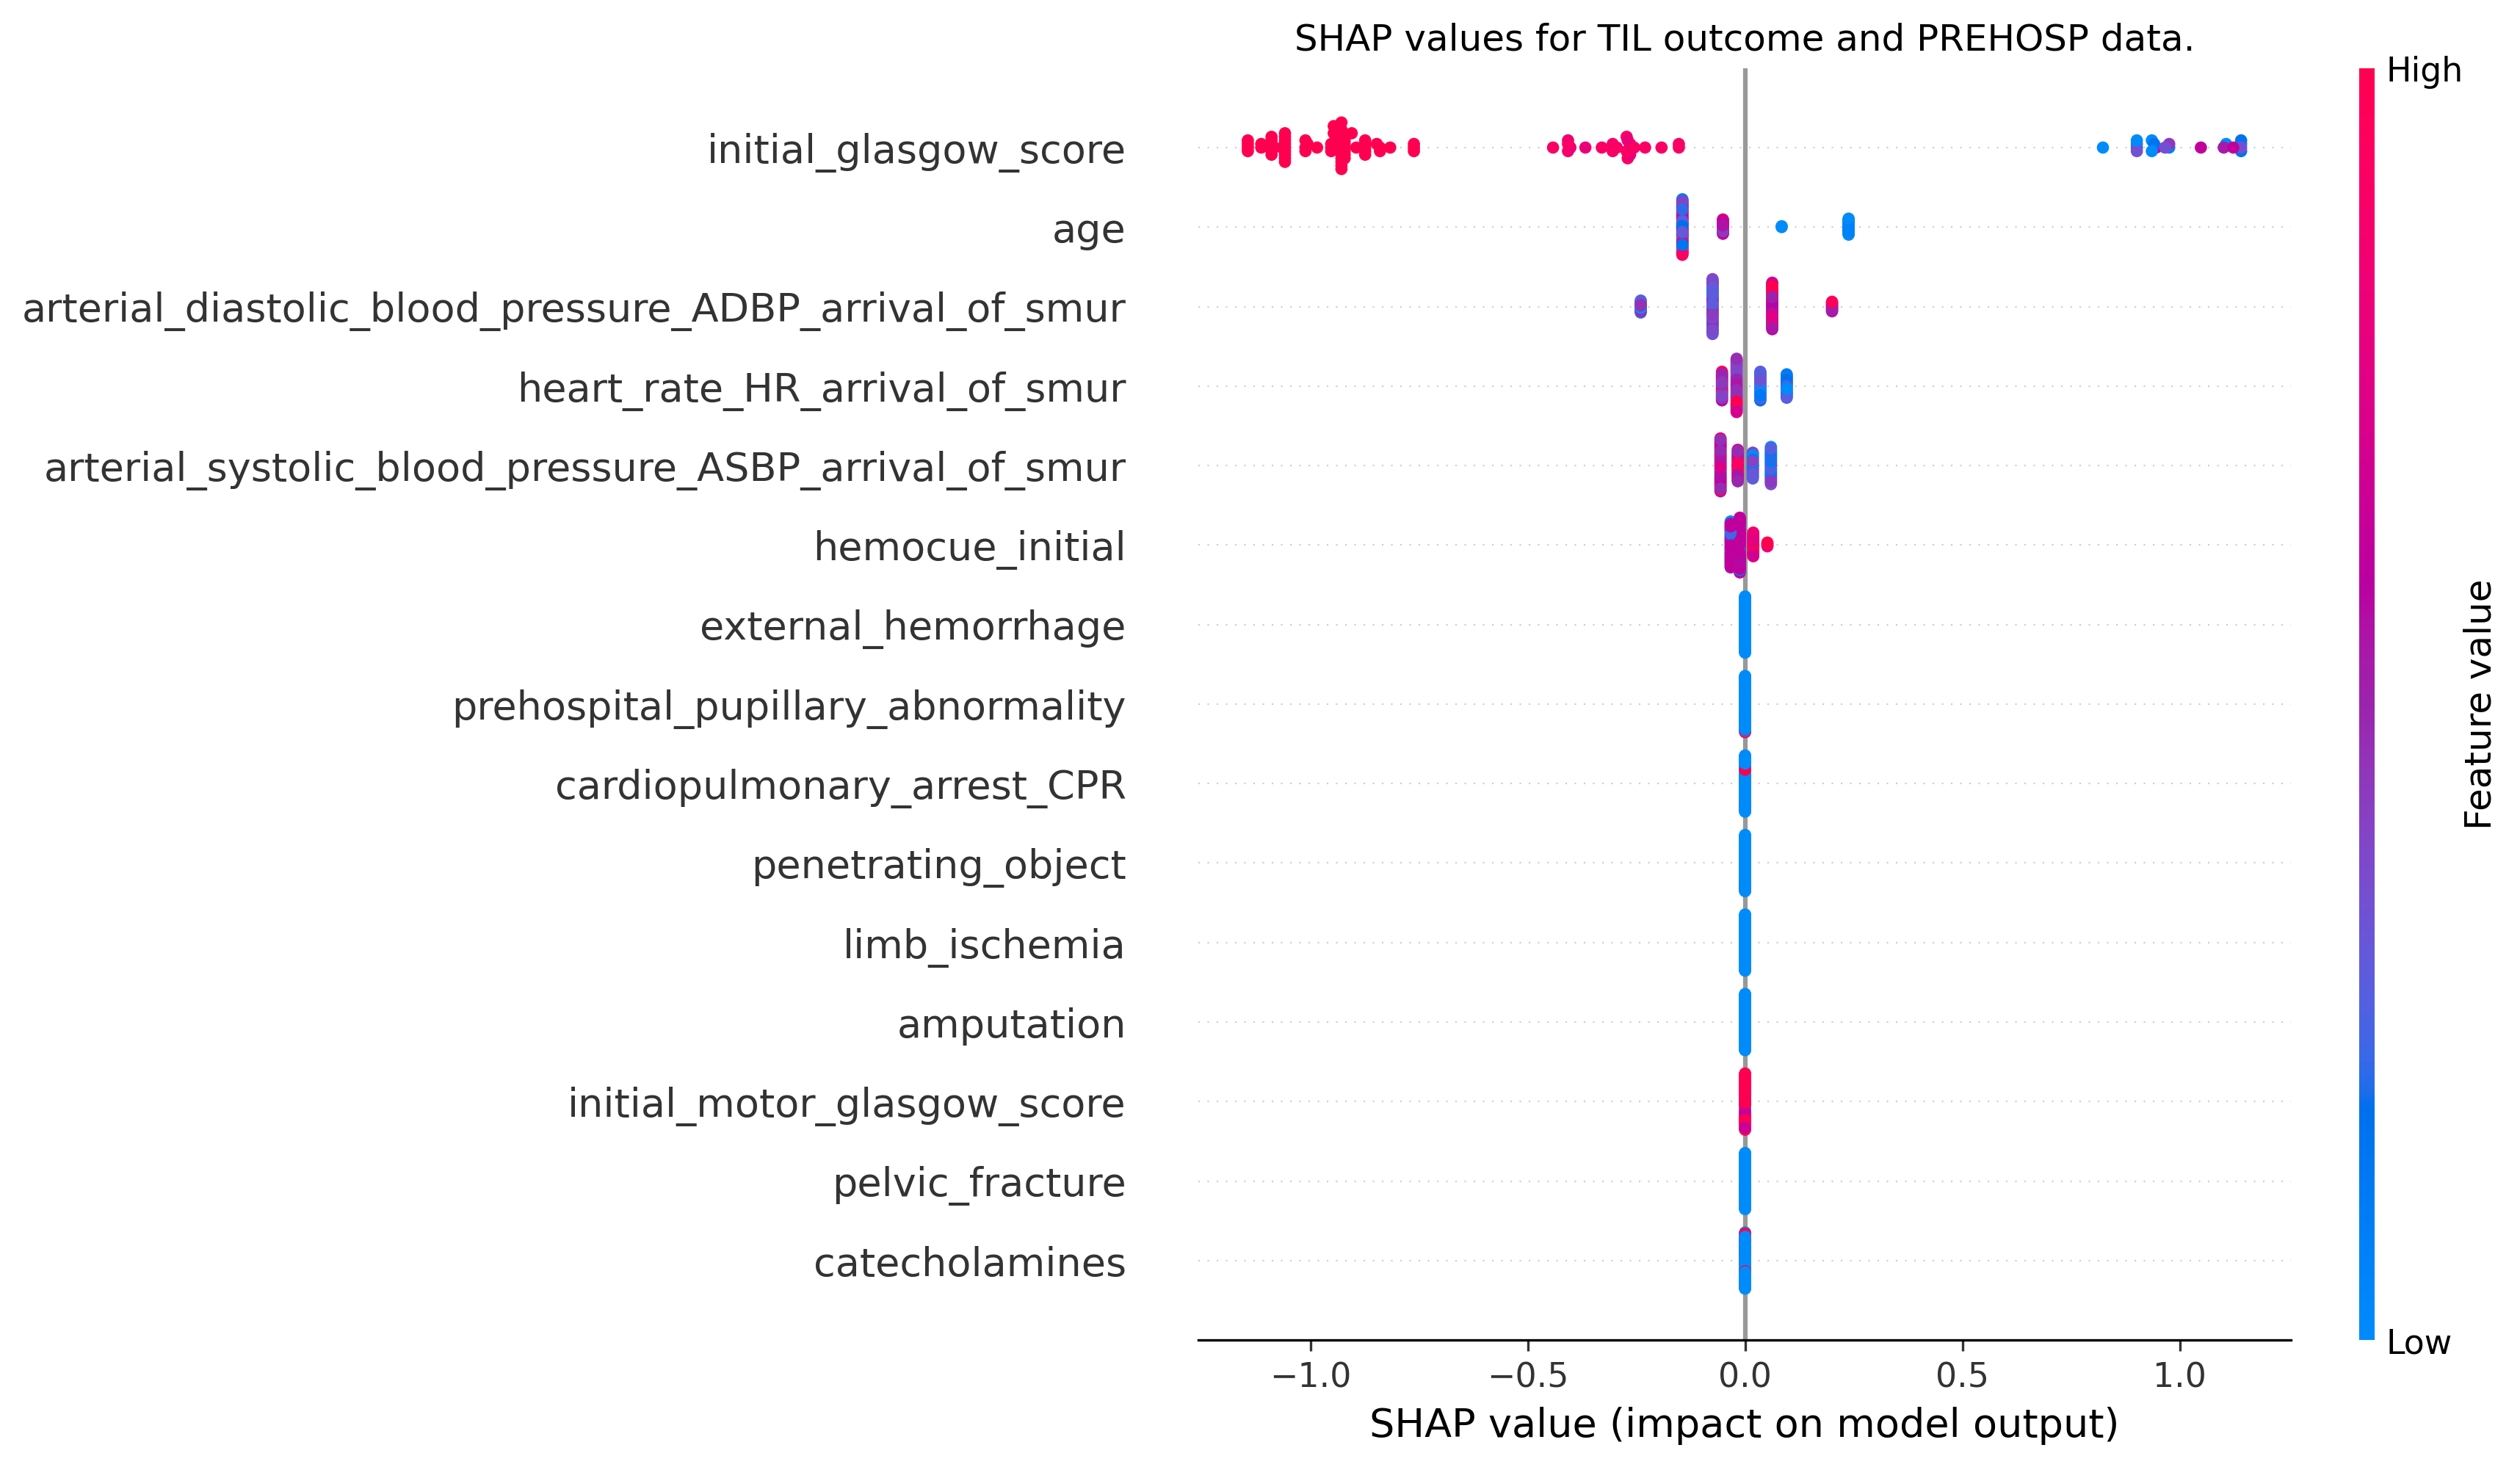 SHAP values for TIL outcome and PREHOSP data.
High
initial_glasgow_score
age
arterial_diastolic_blood_pressure_ADBP_arrival_of_smur
heart_rate_HR_arrival_of_smur
arterial_systolic_blood_pressure_ASBP_arrival_of_smur
hemocue_initial
external_hemorrhage
prehospital_pupillary_abnormality
cardiopulmonary_arrest_CPR
penetrating_object
limb_ischemia
amputation
initial_motor_glasgow_score
pelvic_fracture
catecholamines
Feature value
Low
−1.0 −0.5 0.0 0.5 1.0
SHAP value (impact on model output)